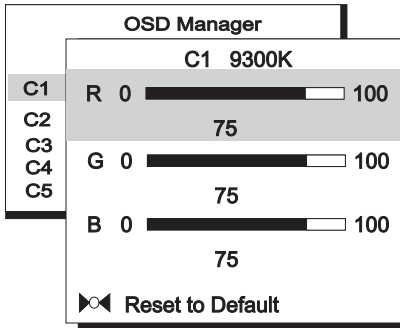 OSD Manager
C1 9300K
C1
R 0 100
75
C2
C3
G 0 100
C4
75
C5
B 0 100
75
Reset to Default